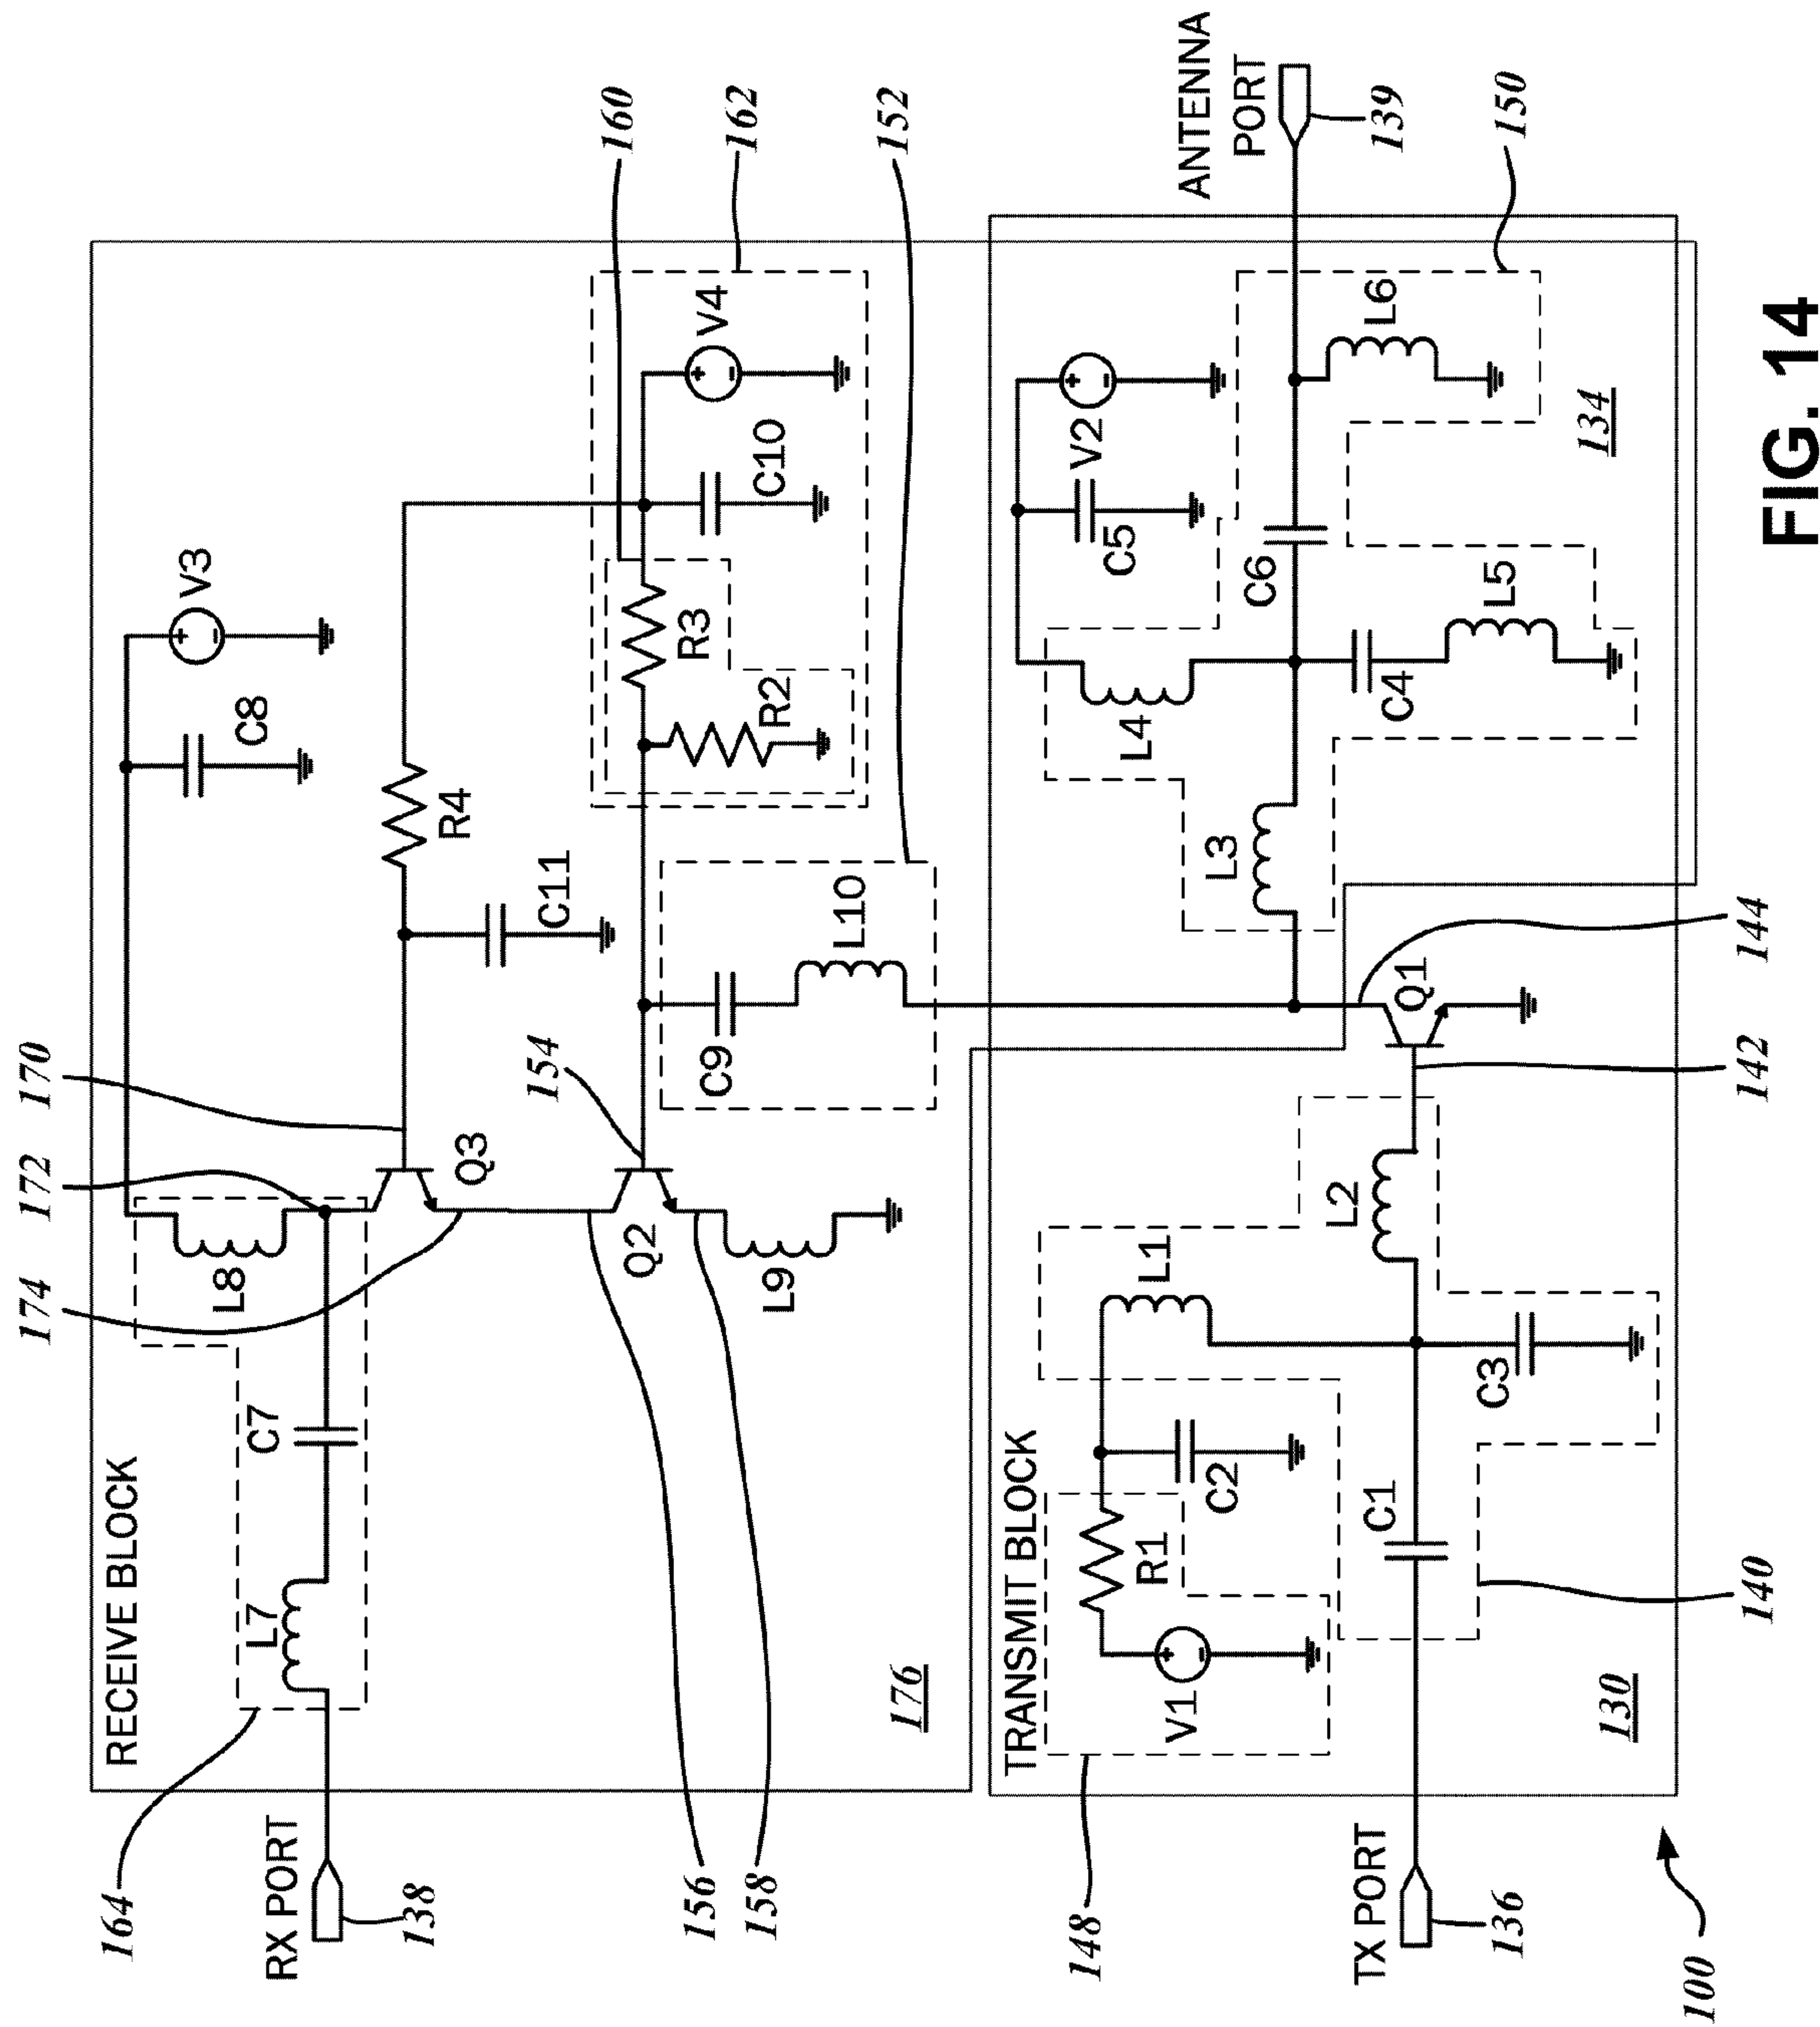 RECEIVE BLOCK
RX PORT
138
164
L7
C7
L8
172
170
174
Q3
R4
C11
C8
V3
160
162
152
V4
C10
R3
R2
154
Q2
L9
156
158
C9
L10
176
TRANSMIT BLOCK
TX PORT
136
148
V1
R1
C2
C1
140
L1
C3
L2
142
Q1
144
L3
L4
C4
L5
C5
V2
C6
L6
ANTENNA
PORT
139
150
134
130
100
FIG. 14